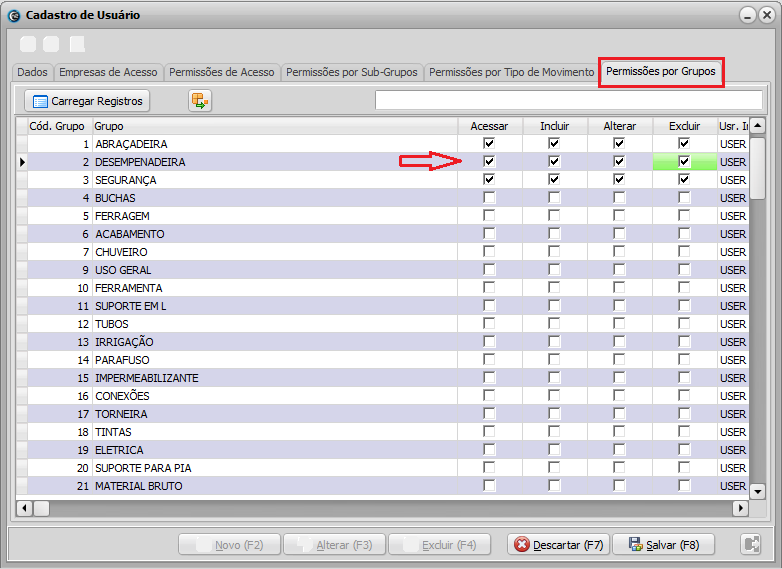 Cadastro de Usuário
Dados Empresas de Acesso Permissões de Acesso Permissões por Sub-Grupos Permissões por Tipo de Movimento Permissões por Grupos
Carregar Registros
Cód. Grupo Grupo Acessar Incluir Alterar Excluir Usr. In
1 ABRAÇADEIRA USER
2 DESEMPENADEIRA USER
3 SEGURANÇA USER
4 BUCHAS USER
5 FERRAGEM USER
6 ACABAMENTO USER
7 CHUVEIRO USER
9 USO GERAL USER
10 FERRAMENTA USER
11 SUPORTE EM L USER
12 TUBOS USER
13 IRRIGAÇÃO USER
14 PARAFUSO USER
15 IMPERMEABILIZANTE USER
16 CONEXÕES USER
17 TORNEIRA USER
18 TINTAS USER
19 ELETRICA USER
20 SUPORTE PARA PIA USER
21 MATERIAL BRUTO USER
Novo (F2) Alterar (F3) Excluir (F4) Descartar (F7) Salvar (F8)